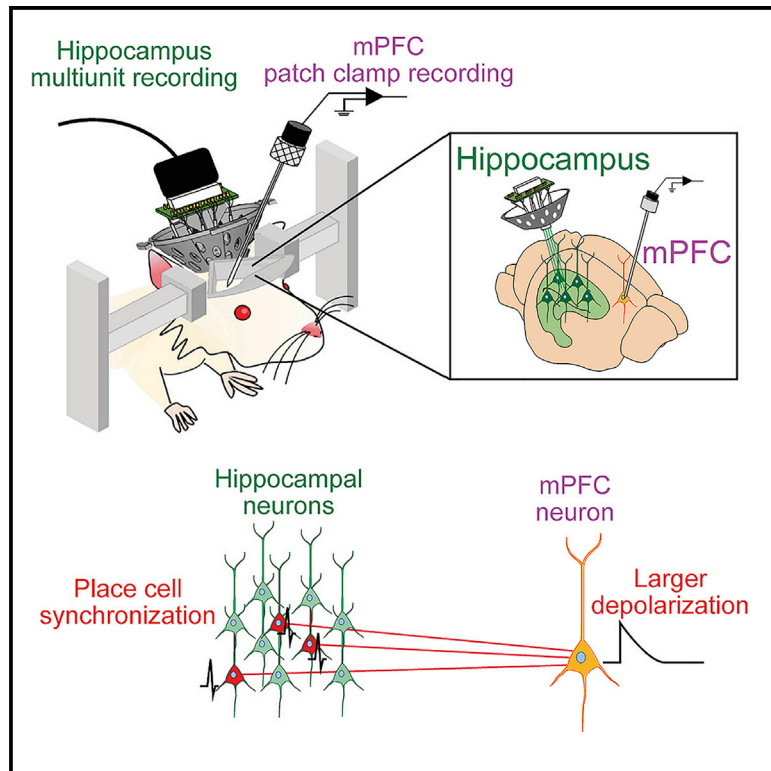 Hippocampus
multiunit recording
mPFC
patch clamp recording
Hippocampus
mPFC
Hippocampal
neurons
mPFC
neuron
Place cell
synchronization
Larger
depolarization